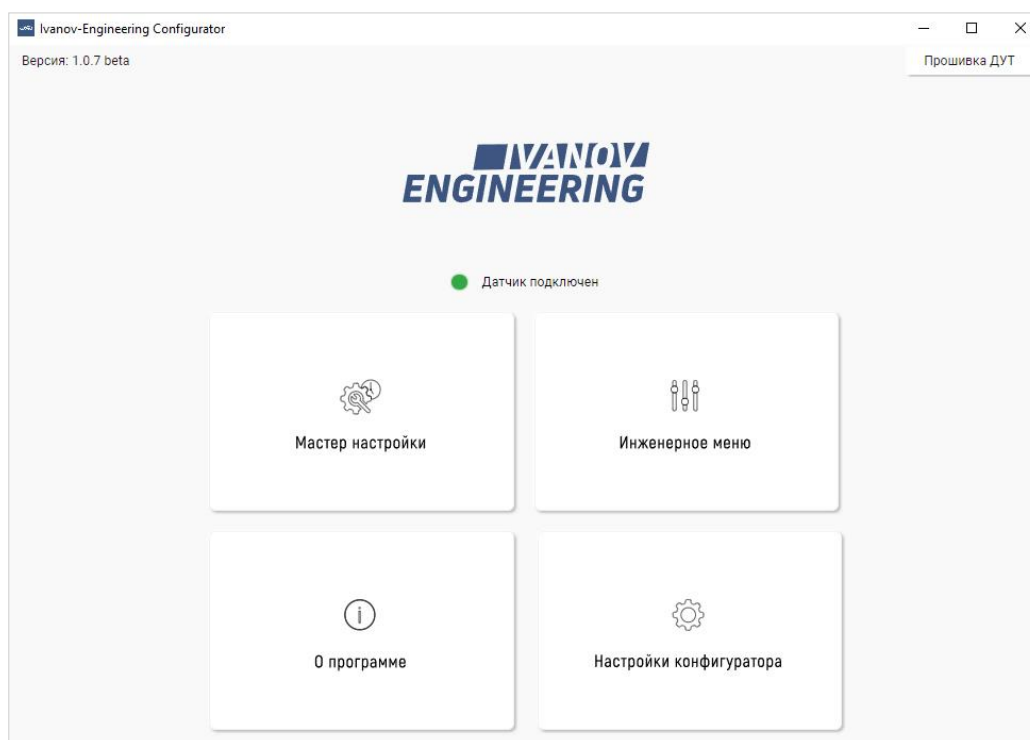 Ivanov-Engineering Configurator
Версия: 1.0.7 beta
Прошивка ДУТ
IVANOV
ENGINEERING
Датчик подключен
Мастер настройки
Инженерное меню
О программе
Настройки конфигуратора